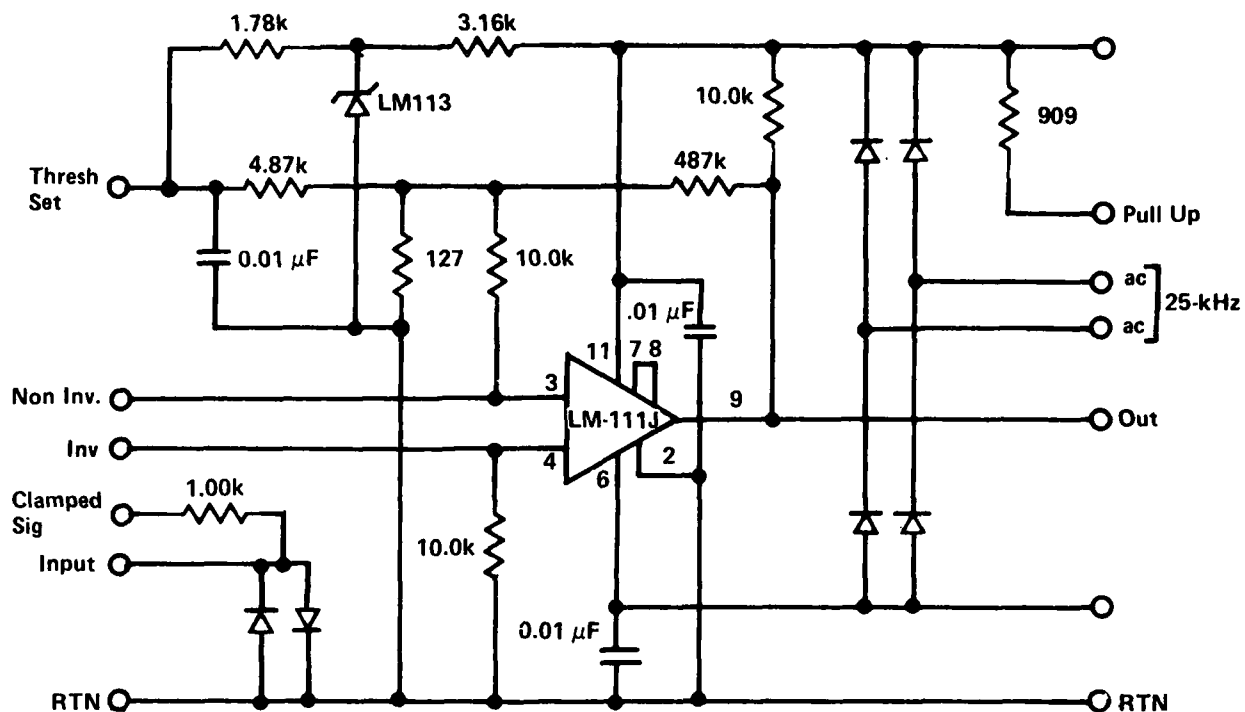 1.78k
3.16k
LM113
10.0k
909
Thresh
Set
4.87k
487k
Pull Up
0.01 μF
127
10.0k
ac
25-kHz
ac
.01 μF
11
7 8
Non Inv.
3
LM-111J
9
Out
Inv
4
2
6
Clamped
Sig
1.00k
Input
10.0k
0.01 μF
RTN
RTN